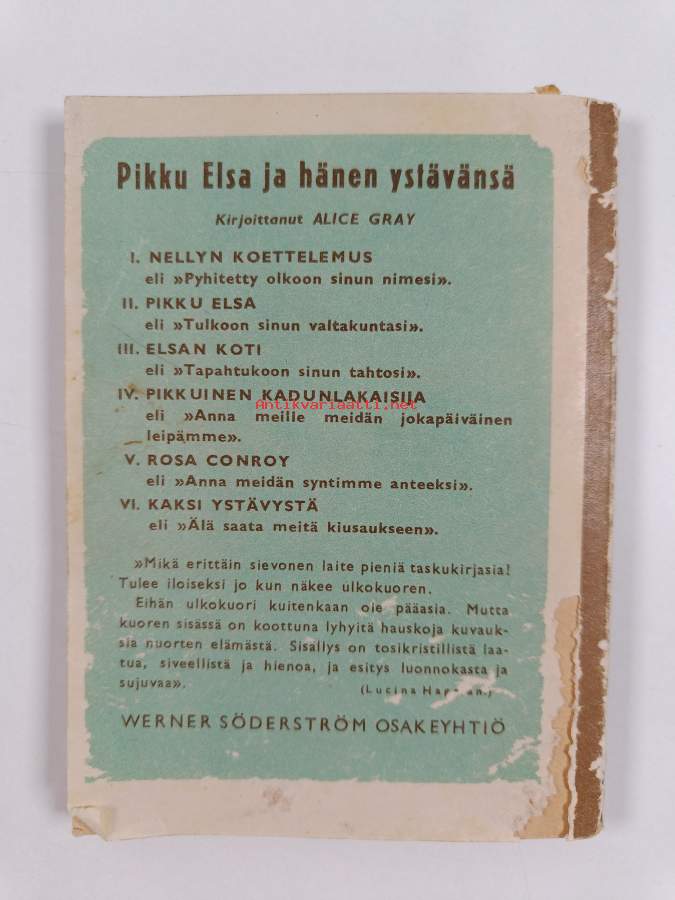 Pikku Elsa ja hänen ystävänsä
Kirjoittanut ALICE GRAY
I. NELLYN KOETTELEMUS
eli »Pyhitetty olkoon sinun nimesi».
II. PIKKU ELSA
eli »Tulkoon sinun valtakuntasi».
III. ELSAN KOTI
eli »Tapahtukoon sinun tahtosi».
IV. PIKKUINEN KADUNLAKAISIJA
Antikvariaatti.net
eli »Anna meille meidän jokapäiväinen
leipämme».
V. ROSA CONROY
eli »Anna meidän syntimme anteeksi».
VI. KAKSI YSTÄVYSTÄ
eli »Älä saata meitä kiusaukseen».
»Mikä erittäin sievonen laite pieniä taskukirjasia!
Tulee iloiseksi jo kun näkee ulkokuoren.
Eihän ulkokuori kuitenkaan ole pääasia. Mutta
kuoren sisässä on koottuna lyhyitä hauskoja kuvauk-
sia nuorten elämästä. Sisällys on tosikristillistä laa-
tua, siveellistä ja hienoa, ja esitys luonnokasta ja
sujuvaa».
(Lucina
WERNER SÖDERSTRÖM OSAKEYHTIÖ